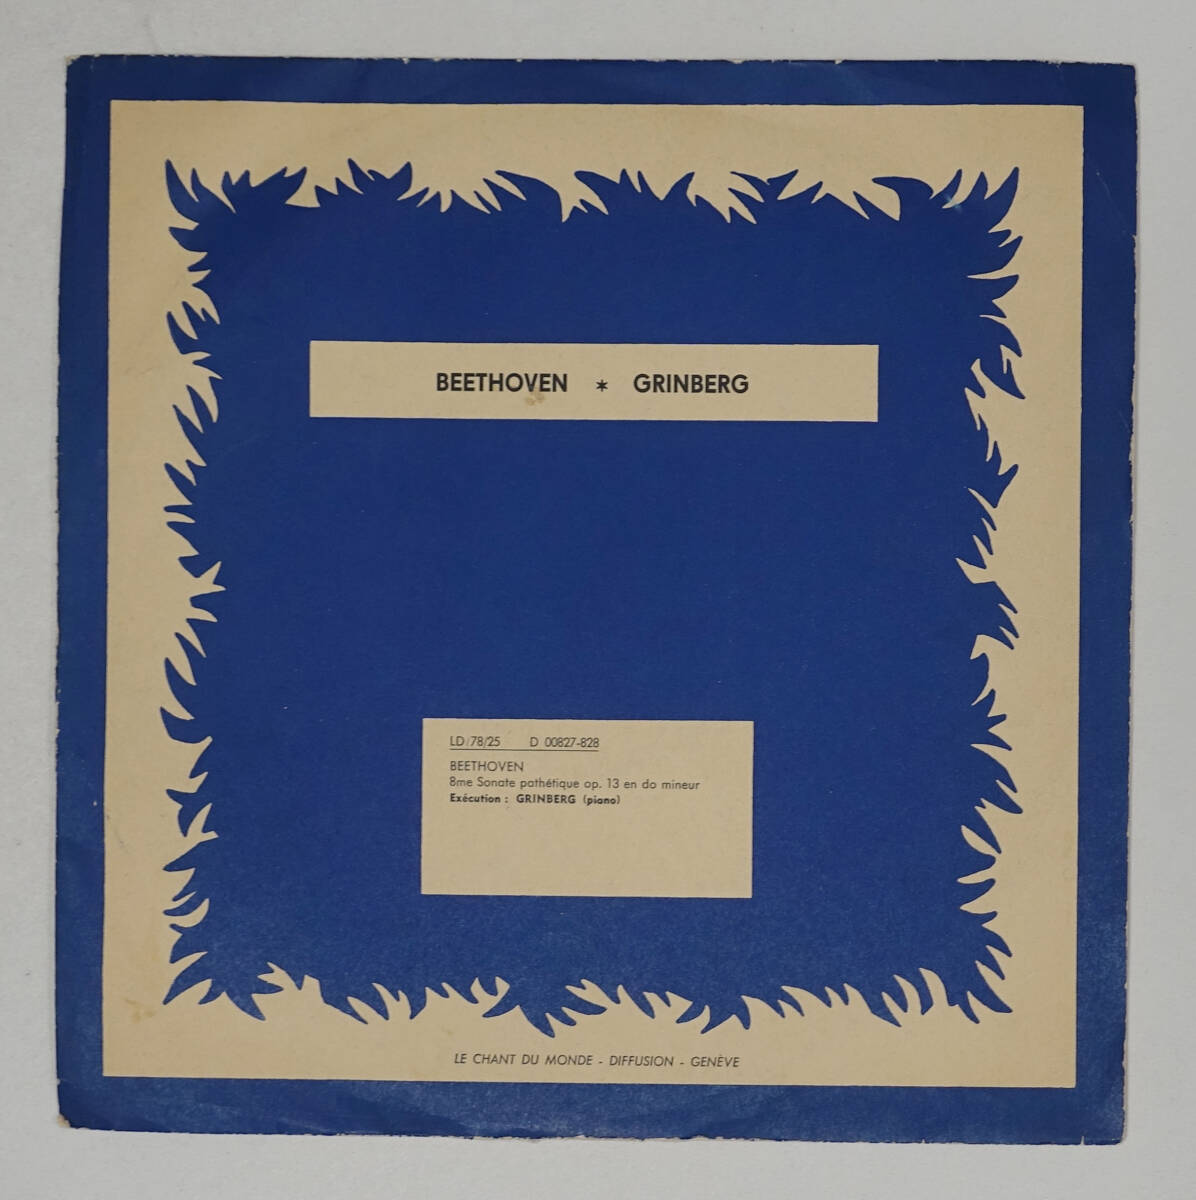 BEETHOVEN * GRINBERG
LD/78/25 D 00827-828
BEETHOVEN
8me Sonate pathétique op. 13 en do mineur
Exécution : GRINBERG (piano)
LE CHANT DU MONDE - DIFFUSION - GENÈVE